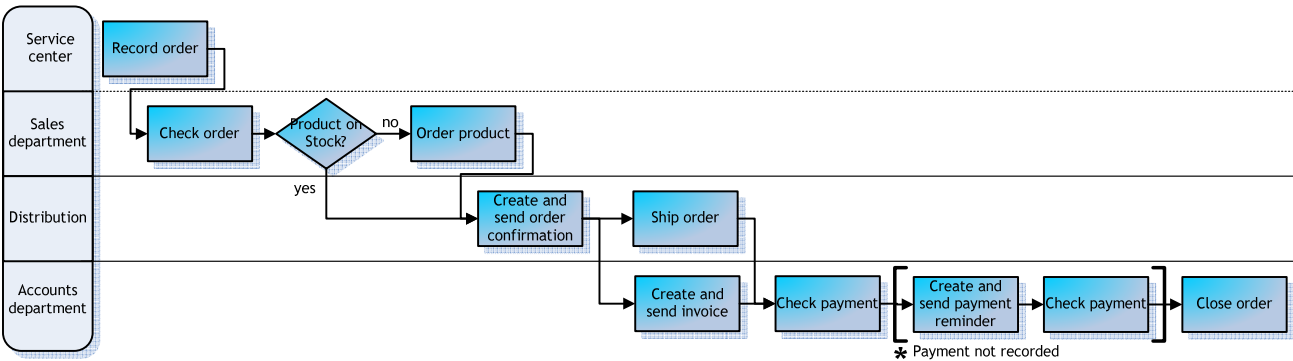 Service
center
Record order
Sales
department
Check order
Product on
Stock?
no
Order product
yes
Distribution
Create and
send order
confirmation
Ship order
Accounts
department
Create and
send invoice
Check payment
Create and
send payment
reminder
Check payment
Close order
* Payment not recorded